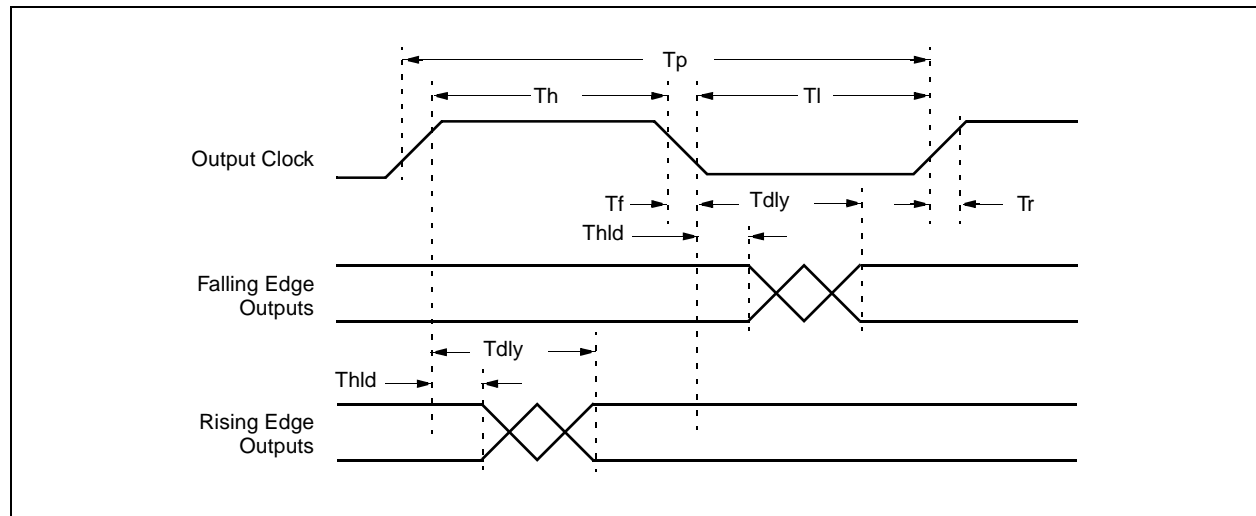 Tp
Th
Tl
Output Clock
Tf
Tdly
Tr
Thld
Falling Edge
Outputs
Tdly
Thld
Rising Edge
Outputs